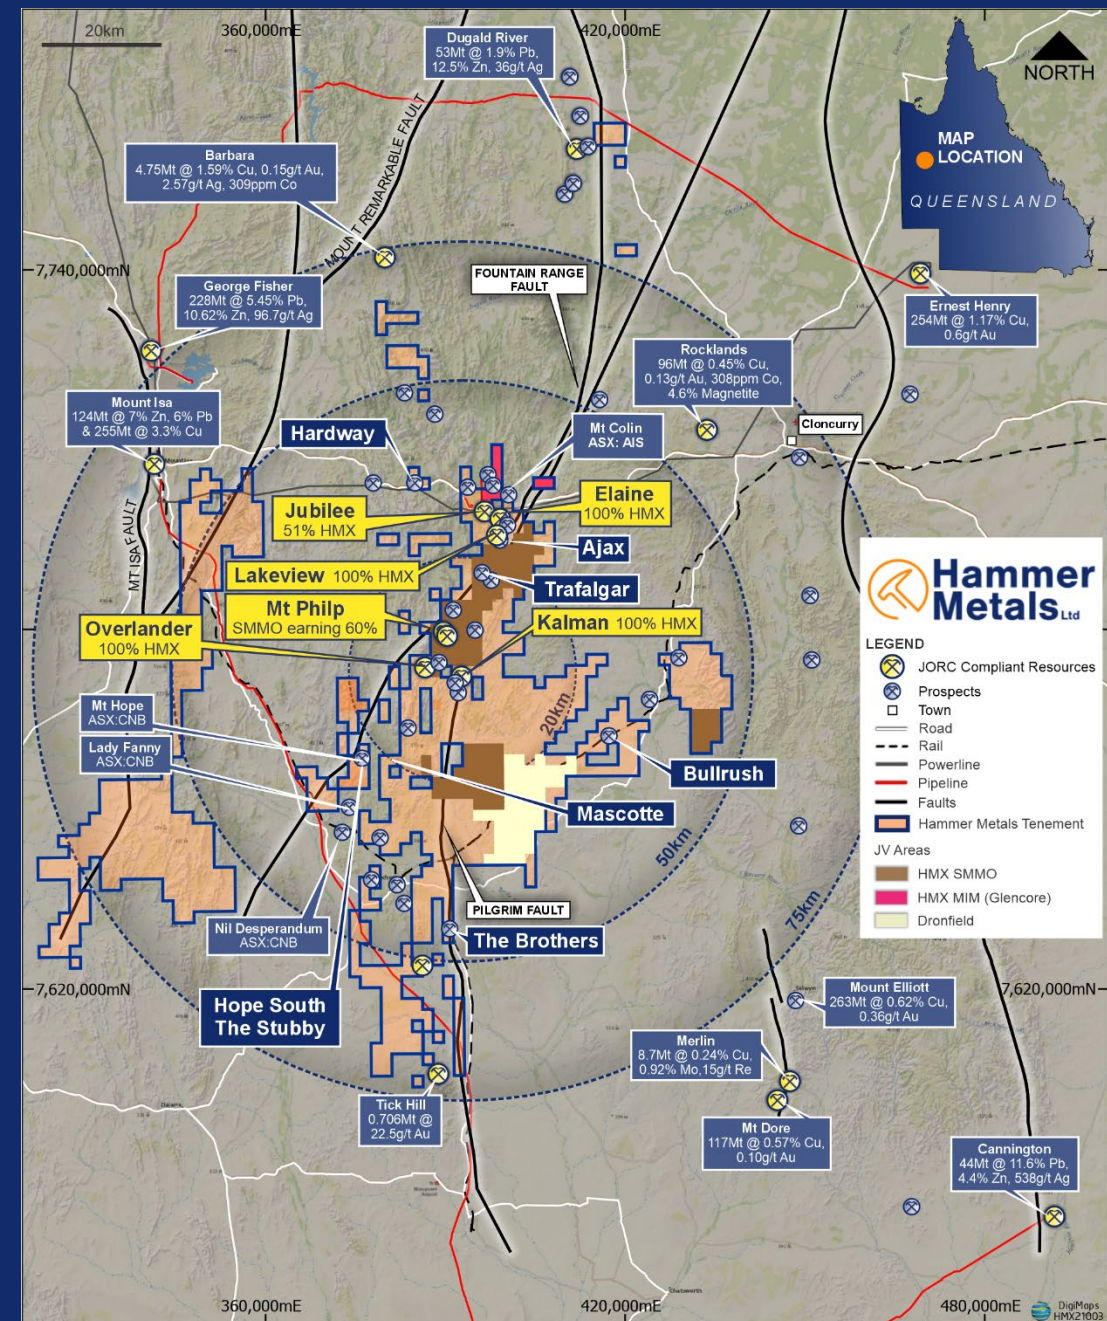 20km
360,000mE
420,000mE
Dugald River
53Mt @ 1.9% Pb,
12.5% Zn, 36g/t Ag
NORTH
MAP
LOCATION
QUEENSLAND
Barbara
4.75Mt @ 1.59% Cu, 0.15g/t Au,
2.57g/t Ag, 309ppm Co
MOUNT REMARKABLE FAULT
7,740,000mN
FOUNTAIN RANGE
FAULT
George Fisher
228Mt @ 5.45% Pb,
10.62% Zn, 96.7g/t Ag
Ernest Henry
254Mt @ 1.17% Cu,
0.6g/t Au
Rocklands
96Mt @ 0.45% Cu,
0.13g/t Au, 308ppm Co,
4.6% Magnetite
Mount Isa
124Mt @ 7% Zn, 6% Pb
& 255Mt @ 3.3% Cu
Hardway
Mt Colin
ASX: AIS
Cloncurry
Jubilee
51% HMX
Elaine
100% HMX
MT ISA FAULT
Ajax
Lakeview 100% HMX
Trafalgar
Mt Philp
SMMO earning 60%
Kalman 100% HMX
Overlander
100% HMX
Hammer
Metals Ltd
LEGEND
JORC Compliant Resources
Prospects
Town
Road
Rail
Powerline
Pipeline
Faults
Hammer Metals Tenement
JV Areas
HMX SMMO
HMX MIM (Glencore)
Dronfield
Mt Hope
ASX:CNB
Lady Fanny
ASX:CNB
20km
Bullrush
Mascotte
50km
75km
PILGRIM FAULT
Nil Desperandum
ASX:CNB
The Brothers
Hope South
The Stubby
7,620,000mN
7,620,000mN
Mount Elliott
263Mt @ 0.62% Cu,
0.36g/t Au
Merlin
8.7Mt @ 0.24% Cu,
0.92% Mo,15g/t Re
Tick Hill
0.706Mt @
22.5g/t Au
Mt Dore
117Mt @ 0.57% Cu,
0.10g/t Au
Cannington
44Mt @ 11.6% Pb,
4.4% Zn, 538g/t Ag
360,000mE
420,000mE
480,000mE
DigiMaps
HMX21003